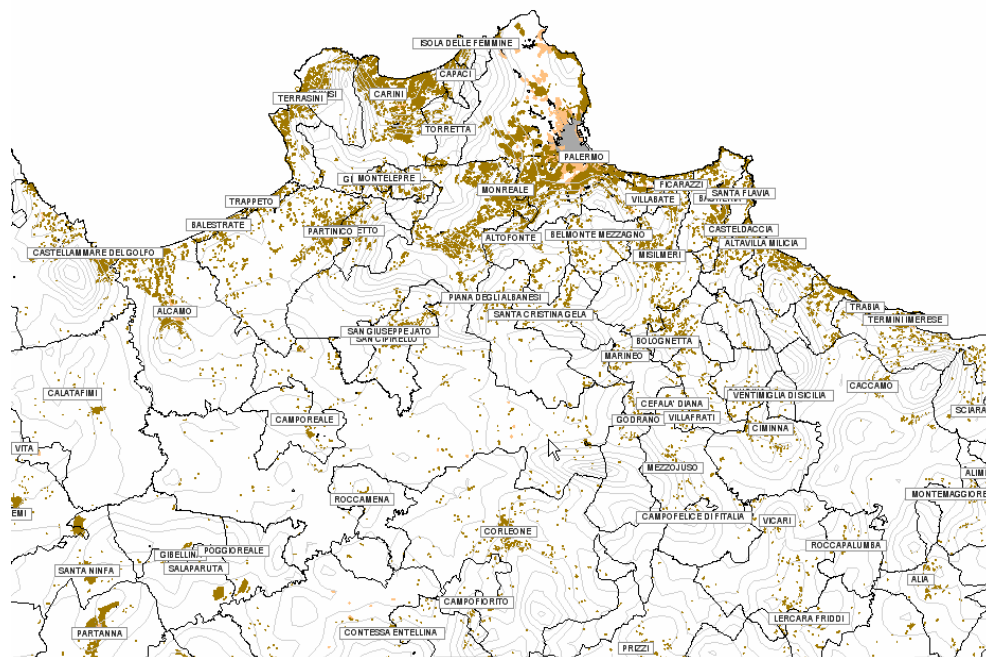 ISOLA DELLE FEMMINE
CAPACI
CARINI
TERRASINI
TORRETTA
PALERMO
MONTELEPRE
MONREALE
FICARAZZI
SANTA FLAVIA
VILLABATE
TRAPPETO
BALESTRATE
PARTINICO
ALTOFONTE
BELMONTE MEZZAGNO
CASTELDACCIA
ALTAVILLA MILICIA
CASTELLAMMARE DEL GOLFO
MISILMERI
PIANA DEGLI ALBANESI
TRABIA
ALCAMO
SANTA CRISTINA GELA
TERMINI IMERESE
SAN GIUSEPPE JATO
SAN CIPIRELLO
BOLOGNETTA
MARINEO
CALATAFIMI
CACCAMO
VENTIMIGLIA DI SICILIA
CEFALA' DIANA
SCIARA
CAMPOREALE
GODRANO
VILLAFRATI
CIMINNA
VITA
MEZZOJUSO
ALIM
ROCCAMENA
MONTEMAGGIORE
EMI
CAMPOFELICE DI FITALIA
VICARI
CORLEONE
ROCCAPALUMBA
GIBELLIN
POGGIOREALE
SANTA NINFA
SALAPARUTA
ALIA
CAMPOFIORITO
LERCARA FRIDDI
PARTANNA
CONTESSA ENTELLINA
PRIZZI